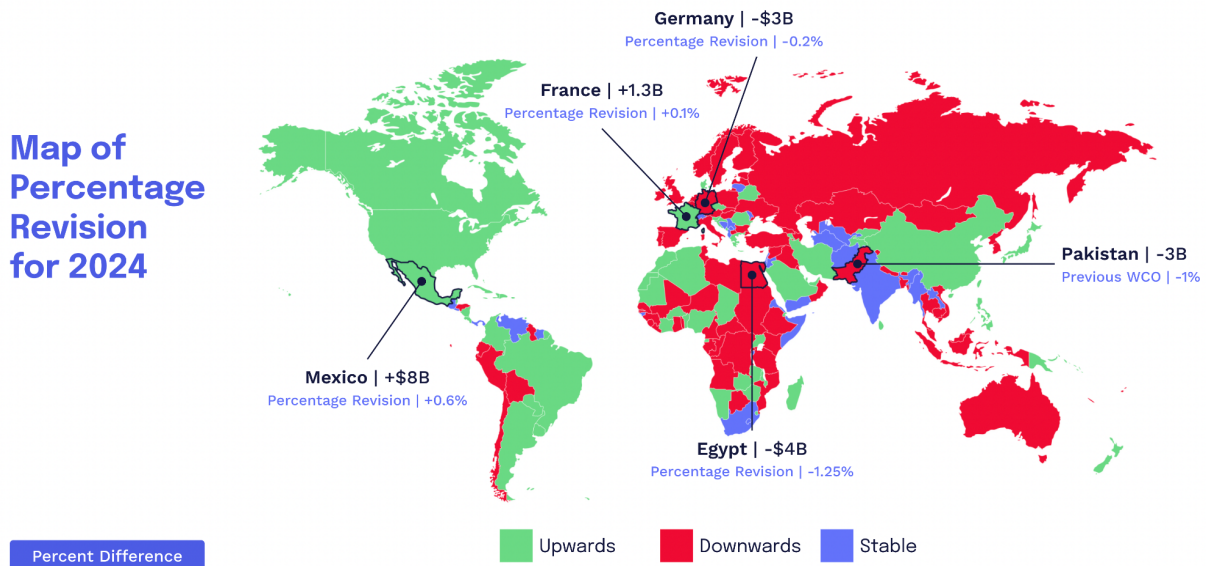 Germany | -$3B
Percentage Revision | -0.2%
France | +1.3B
Percentage Revision | +0.1%
Map of
Percentage
Revision
for 2024
Pakistan | -3B
Previous WCO | -1%
Mexico | +$8B
Percentage Revision | +0.6%
Egypt | -$4B
Percentage Revision | -1.25%
Percent Difference
Upwards
Downwards
Stable